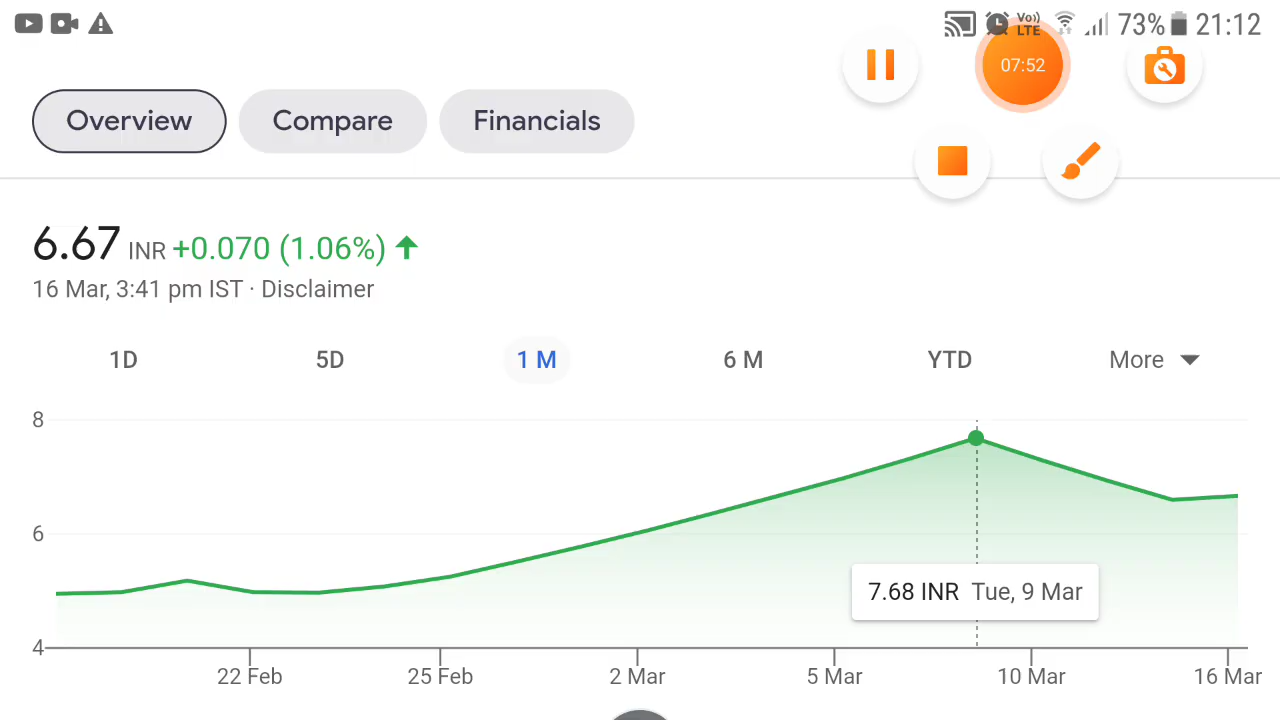 Vo))
LTE
73%
21:12
07:52
Overview
Compare
Financials
6.67 INR +0.070 (1.06%)
16 Mar, 3:41 pm IST · Disclaimer
1D
5D
1 M
6 M
YTD
More
8
6
4
7.68 INR Tue, 9 Mar
22 Feb
25 Feb
2 Mar
5 Mar
10 Mar
16 Mar